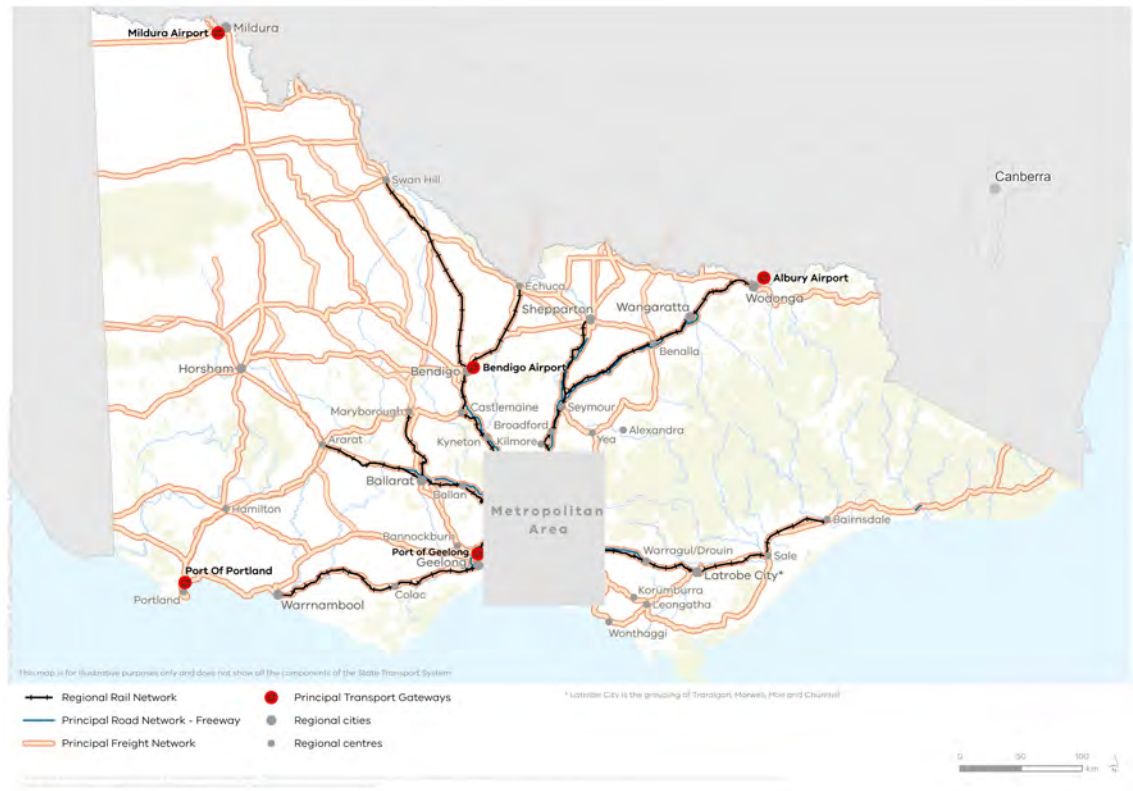 Mildura Airport
Mildura
Swan Hill
Canberra
Echuca
Albury Airport
Wodonga
Shepparton
Wangaratta
Benalla
Horsham
Bendigo
Bendigo Airport
Maryborough
Castlemaine
Seymour
Broadford
Alexandra
Ararat
Kyneton
Kilmore
Yea
Ballarat
Ballan
Hamilton
Metropolitan
Area
Bairnsdale
Bannockburn
Port of Geelong
Geelong
Warragul/Drouin
Sale
Port Of Portland
Latrobe City*
Portland
Colac
Korumburra
Warrnambool
Leongatha
Wonthaggi
This map is for illustrative purposes only and does not show all the components of the State Transport System
Regional Rail Network
Principal Transport Gateways
* Latrobe City is the grouping of Traralgon, Morwell, Moe and Churchill
Principal Road Network - Freeway
Regional cities
Principal Freight Network
Regional centres
0 50 100
km